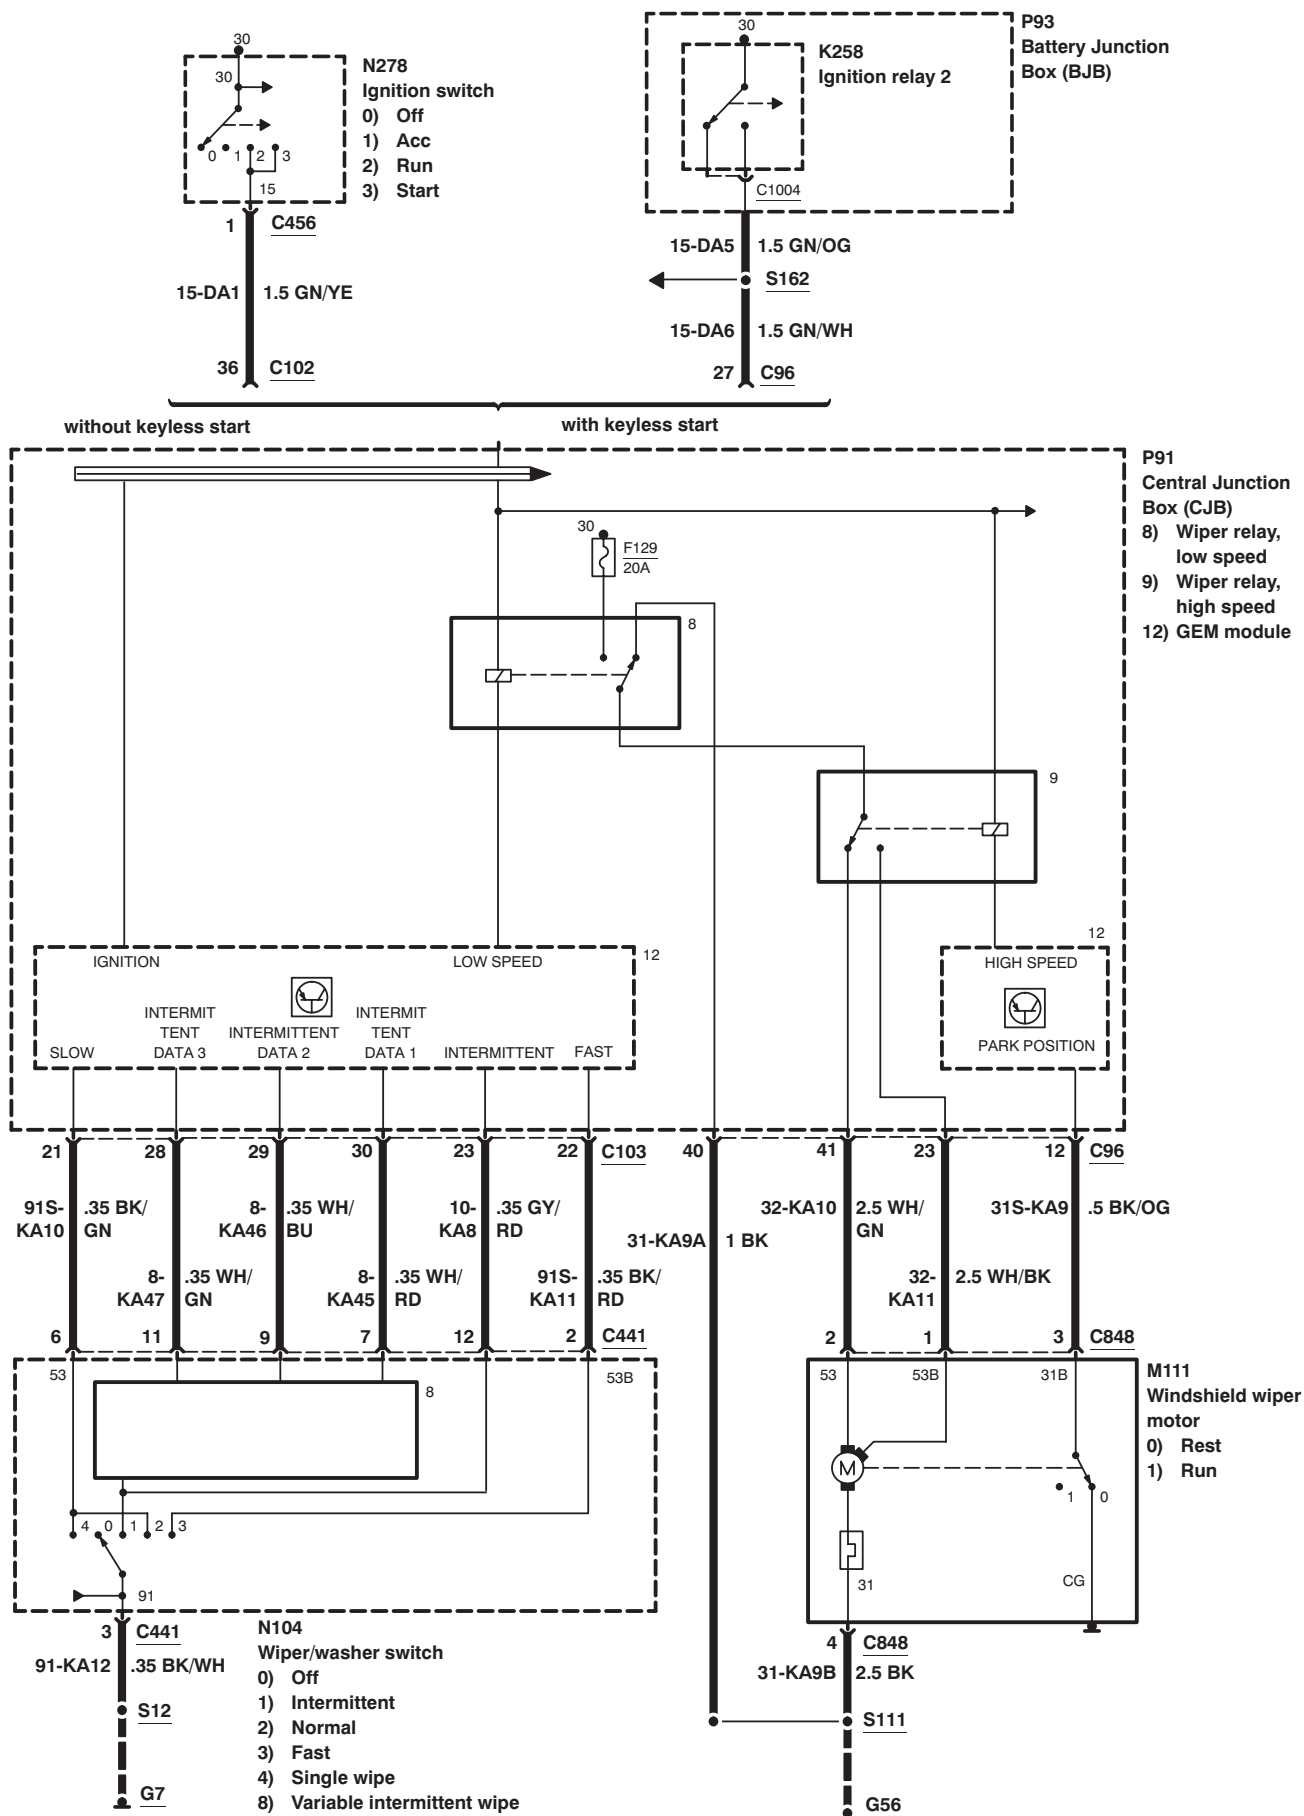 30
30
0
1
2
3
15
N278
Ignition switch
0) Off
1) Acc
2) Run
3) Start
1 C456
15-DA1 1.5 GN/YE
36 C102
30
K258
Ignition relay 2
C1004
P93
Battery Junction
Box (BJB)
15-DA5 1.5 GN/OG
S162
15-DA6 1.5 GN/WH
27 C96
without keyless start
with keyless start
P91
Central Junction
Box (CJB)
8) Wiper relay,
low speed
9) Wiper relay,
high speed
12) GEM module
30
F129
20A
8
9
IGNITION
LOW SPEED
12
INTERMIT
TENT
DATA 3
INTERMITTENT
DATA 2
INTERMIT
TENT
DATA 1
SLOW
INTERMITTENT
FAST
12
HIGH SPEED
PARK POSITION
21 28 29 30 23 22 C103 40 41 23 12 C96
91S-
KA10
.35 BK/
GN
8-
KA46
.35 WH/
BU
10-
KA8
.35 GY/
RD
32-KA10
2.5 WH/
GN
31S-KA9 .5 BK/OG
31-KA9A 1 BK
8-
KA47
.35 WH/
GN
8-
KA45
.35 WH/
RD
91S-
KA11
.35 BK/
RD
32-
KA11
2.5 WH/BK
6 11 9 7 12 2 C441 2 1 3 C848
53
8
53B
4 0 1 2 3
91
3 C441
91-KA12 .35 BK/WH
S12
G7
N104
Wiper/washer switch
0) Off
1) Intermittent
2) Normal
3) Fast
4) Single wipe
8) Variable intermittent wipe
53 53B 31B
M
1 0
31
CG
M111
Windshield wiper
motor
0) Rest
1) Run
4 C848
31-KA9B 2.5 BK
S111
G56